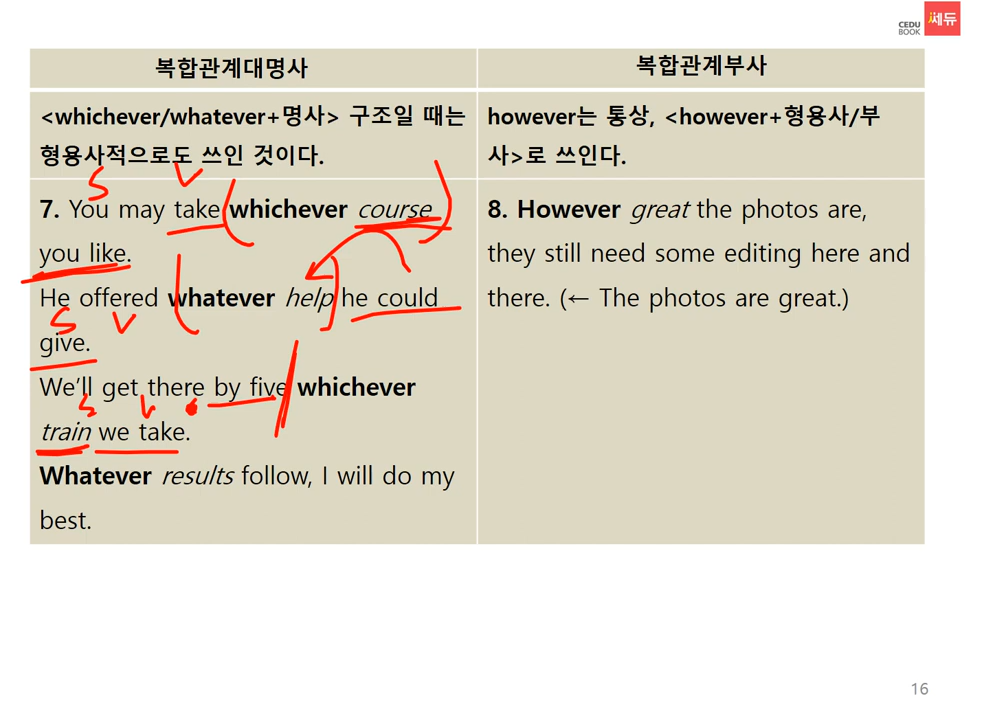 CEDU
BOOK
쎄듀
복합관계대명사
복합관계부사
<whichever/whatever+명사> 구조일 때는
형용사적으로도 쓰인 것이다.
however는 통상, <however+형용사/부
사>로 쓰인다.
S V
7. You may take whichever course
you like.
He offered whatever help he could
S V
give.
We'll get there by five whichever
S V
train we take.
Whatever results follow, I will do my
best.
8. However great the photos are,
they still need some editing here and
there. (← The photos are great.)
16